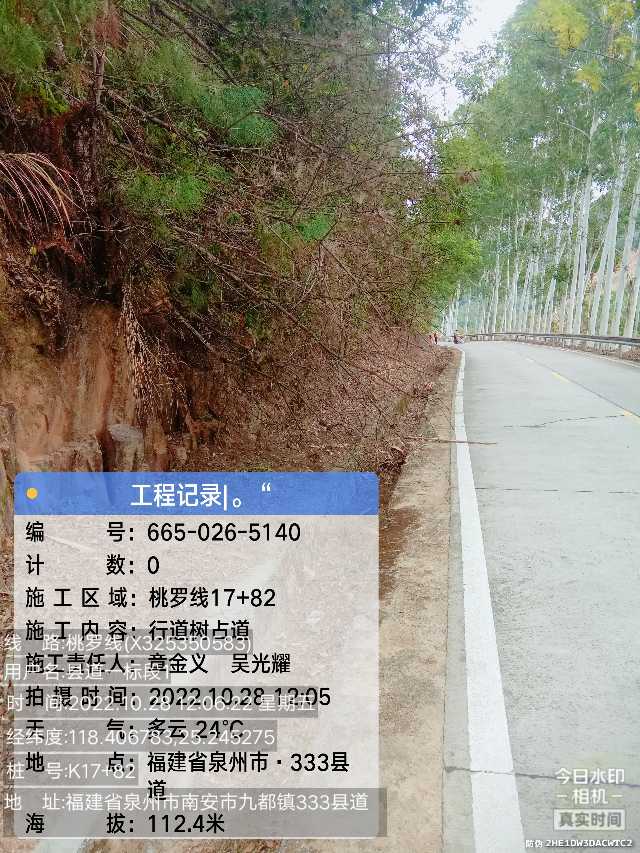 工程记录|。“
编 号：665-026-5140
计 数：0
施工区域：桃罗线17+82
施工内容：行道树占道
线 路:桃罗线(X325350583)
施工责任人：章金义 吴光耀
用户名:县道一标段1
拍摄时间：2022.10.28 12:05
时 间:2022.10.28 12:06:22 星期五
天 气：多云 24℃
经纬度:118.406783,25.245275
地 点：福建省泉州市·333县道
桩 号:K17+82
地 址:福建省泉州市南安市九都镇333县道
海 拔：112.4米
今日水印
-相机-
真实时间
防伪 2HE1DW3DACWTC2